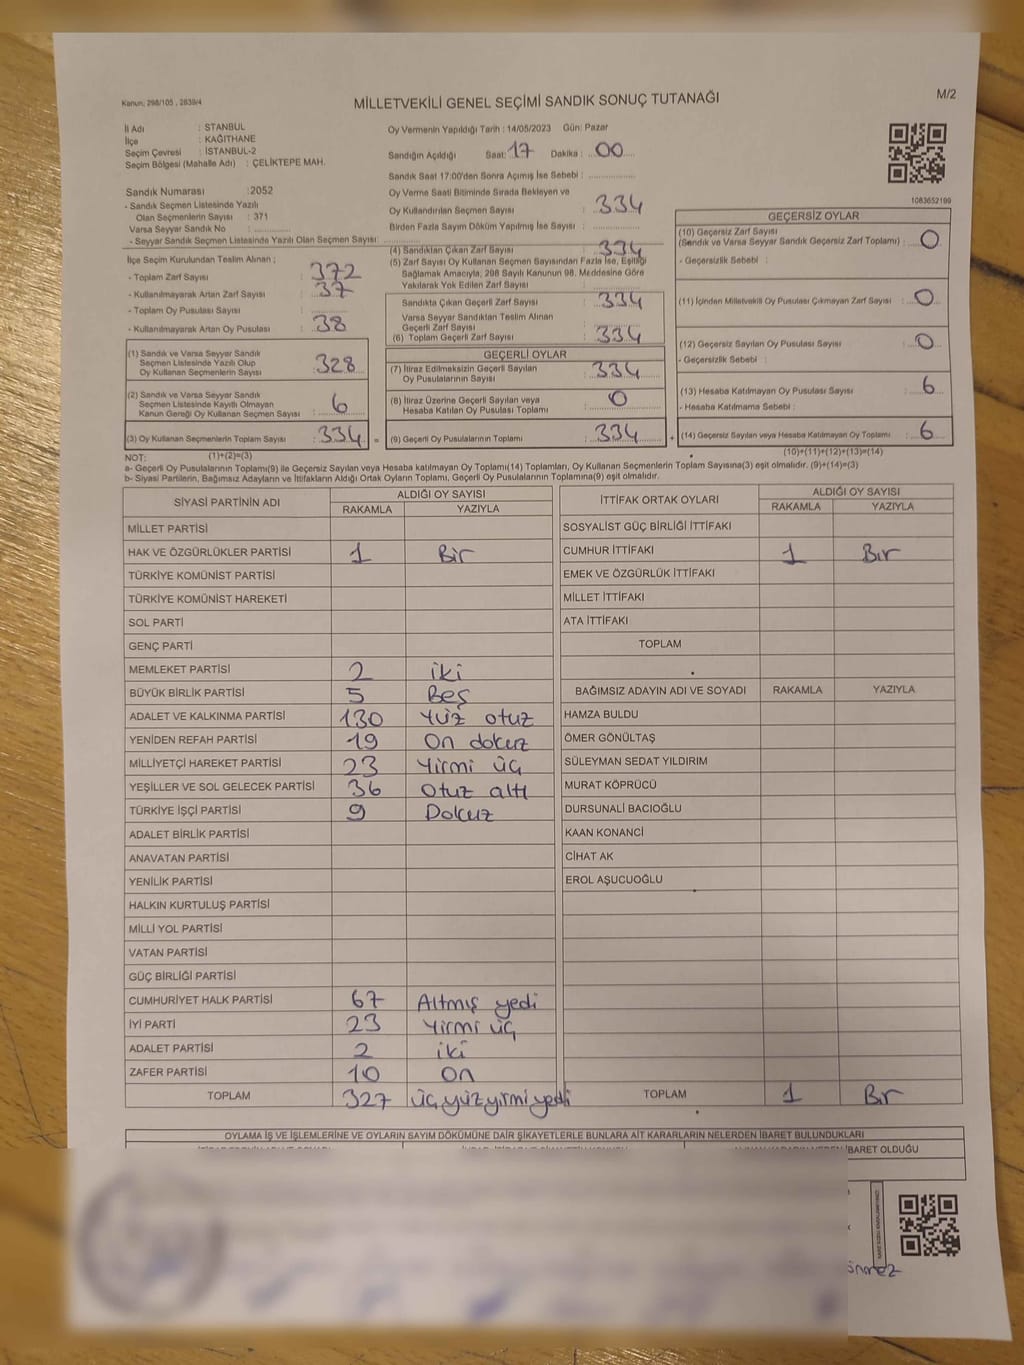 Kanun: 298/105 , 2839/4
MİLLETVEKİLİ GENEL SEÇİMİ SANDIK SONUÇ TUTANAĞI
M/2
İl Adı : STANBUL
İlçe : KAĞITHANE
Seçim Çevresi : İSTANBUL-2
Seçim Bölgesi (Mahalle Adı) : ÇELİKTEPE MAH.
Sandık Numarası :2052
- Sandık Seçmen Listesinde Yazılı
Olan Seçmenlerin Sayısı : 371
Varsa Seyyar Sandık No :
- Seyyar Sandık Seçmen Listesinde Yazılı Olan Seçmen Sayısı:
Oy Vermenin Yapıldığı Tarih : 14/05/2023 Gün: Pazar
Sandığın Açıldığı Saat: 17 Dakika : 00
Sandık Saat 17:00'den Sonra Açımış İse Sebebi :
Oy Verme Saati Bitiminde Sırada Bekleyen ve
Oy Kullandırılan Seçmen Sayısı : 334
Birden Fazla Sayım Döküm Yapılmış İse Sayısı :
1083652199
İlçe Seçim Kurulundan Teslim Alınan ;
- Toplam Zarf Sayısı : 372
- Kullanılmayarak Artan Zarf Sayısı : 37
- Toplam Oy Pusulası Sayısı :
- Kullanılmayarak Artan Oy Pusulası : 38
(1) Sandık ve Varsa Seyyar Sandık
Seçmen Listesinde Yazılı Olup
Oy Kullanan Seçmenlerin Sayısı : 328
(2) Sandık ve Varsa Seyyar Sandık
Seçmen Listesinde Kayıtlı Olmayan
Kanun Gereği Oy Kullanan Seçmen Sayısı : 6
(3) Oy Kullanan Seçmenlerin Toplam Sayısı : 334 =
(1)+(2)=(3)
(4) Sandıktan Çıkan Zarf Sayısı : 334
(5) Zarf Sayısı Oy Kullanan Seçmen Sayısından Fazla İse, Eşitliği
Sağlamak Amacıyla, 298 Sayılı Kanunun 98. Maddesine Göre
Yakılarak Yok Edilen Zarf Sayısı :
Sandıkta Çıkan Geçerli Zarf Sayısı : 334
Varsa Seyyar Sandıktan Teslim Alınan
Geçerli Zarf Sayısı :
(6) Toplam Geçerli Zarf Sayısı : 334
GEÇERLİ OYLAR
(7) İtiraz Edilmeksizin Geçerli Sayılan
Oy Pusulalarının Sayısı : 334
(8) İtiraz Üzerine Geçerli Sayılan veya
Hesaba Katılan Oy Pusulası Toplamı : 0
(9) Geçerli Oy Pusulalarının Toplamı : 334 +
GEÇERSİZ OYLAR
(10) Geçersiz Zarf Sayısı
(Sandık ve Varsa Seyyar Sandık Geçersiz Zarf Toplamı) : 0
- Geçersizlik Sebebi :
(11) İçinden Milletvekili Oy Pusulası Çıkmayan Zarf Sayısı : 0
(12) Geçersiz Sayılan Oy Pusulası Sayısı : 0
- Geçersizlik Sebebi :
(13) Hesaba Katılmayan Oy Pusulası Sayısı : 6
- Hesaba Katılmama Sebebi :
(14) Geçersiz Sayılan veya Hesaba Katılmayan Oy Toplamı : 6
(10)+(11)+(12)+(13)=(14)
NOT:
a- Geçerli Oy Pusulalarının Toplamı(9) ile Geçersiz Sayılan veya Hesaba katılmayan Oy Toplamı(14) Toplamları, Oy Kullanan Seçmenlerin Toplam Sayısına(3) eşit olmalıdır. (9)+(14)=(3)
b- Siyasi Partilerin, Bağımsız Adayların ve İttifakların Aldığı Ortak Oyların Toplamı, Geçerli Oy Pusulalarının Toplamına(9) eşit olmalıdır.
SİYASİ PARTİNİN ADI ALDIĞI OY SAYISI
RAKAMLA YAZIYLA
MİLLET PARTİSİ
HAK VE ÖZGÜRLÜKLER PARTİSİ 1 Bir
TÜRKİYE KOMÜNİST PARTİSİ
TÜRKİYE KOMÜNİST HAREKETİ
SOL PARTİ
GENÇ PARTİ
MEMLEKET PARTİSİ 2 iki
BÜYÜK BİRLİK PARTİSİ 5 Beş
ADALET VE KALKINMA PARTİSİ 130 Yüz otuz
YENİDEN REFAH PARTİSİ 19 On dokuz
MİLLİYETÇİ HAREKET PARTİSİ 23 Yirmi üç
YEŞİLLER VE SOL GELECEK PARTİSİ 36 Otuz altı
TÜRKİYE İŞÇİ PARTİSİ 9 Dokuz
ADALET BİRLİK PARTİSİ
ANAVATAN PARTİSİ
YENİLİK PARTİSİ
HALKIN KURTULUŞ PARTİSİ
MİLLİ YOL PARTİSİ
VATAN PARTİSİ
GÜÇ BİRLİĞİ PARTİSİ
CUMHURİYET HALK PARTİSİ 67 Altmış yedi
İYİ PARTİ 23 Yirmi üç
ADALET PARTİSİ 2 iki
ZAFER PARTİSİ 10 On
TOPLAM 327 üç yüz yirmi yedi
İTTİFAK ORTAK OYLARI ALDIĞI OY SAYISI
RAKAMLA YAZIYLA
SOSYALİST GÜÇ BİRLİĞİ İTTİFAKI
CUMHUR İTTİFAKI 1 Bir
EMEK VE ÖZGÜRLÜK İTTİFAKI
MİLLET İTTİFAKI
ATA İTTİFAKI
TOPLAM
BAĞIMSIZ ADAYIN ADI VE SOYADI RAKAMLA YAZIYLA
HAMZA BULDU
ÖMER GÖNÜLTAŞ
SÜLEYMAN SEDAT YILDIRIM
MURAT KÖPRÜCÜ
DURSUNALİ BACIOĞLU
KAAN KONANCİ
CİHAT AK
EROL AŞUCUOĞLU
TOPLAM 1 Bir
OYLAMA İŞ VE İŞLEMLERİNE VE OYLARIN SAYIM DÖKÜMÜNE DAİR ŞİKAYETLERLE BUNLARA AİT KARARLARIN NELERDEN İBARET BULUNDUKLARI
İBARET OLDUĞU